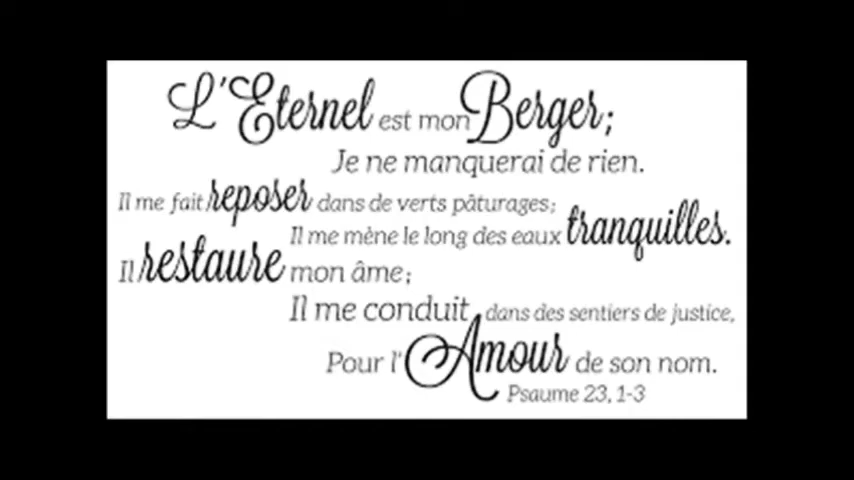 L'Eternel est mon Berger;
Je ne manquerai de rien.
Il me fait reposer dans de verts pâturages;
Il me mène le long des eaux tranquilles.
Il restaure mon âme;
Il me conduit dans des sentiers de justice,
Pour l'Amour de son nom.
Psaume 23, 1-3